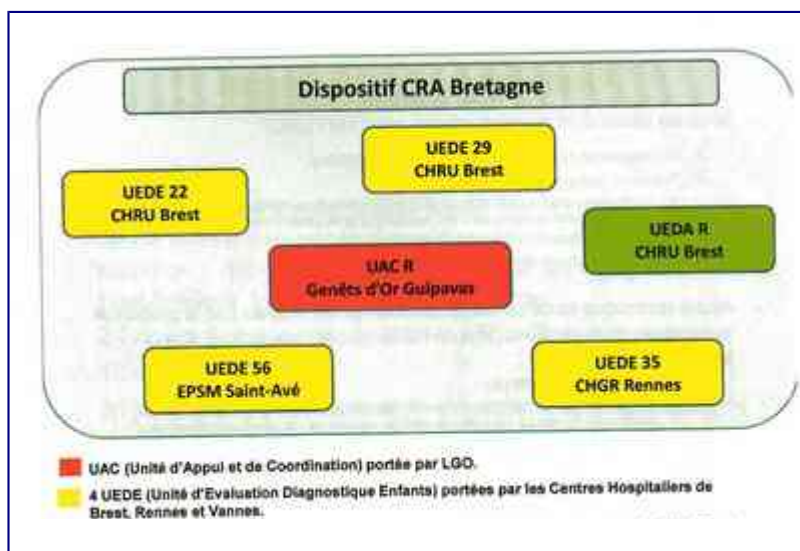 Dispositif CRA Bretagne
UEDE 29
CHRU Brest
UEDE 22
CHRU Brest
UEDA R
CHRU Brest
UAC R
Genêts d'Or Guipavas
UEDE 56
EPSM Saint-Avé
UEDE 35
CHGR Rennes
UAC (Unité d'Appui et de Coordination) portée par LGO.
4 UEDE (Unité d'Evaluation Diagnostique Enfants) portées par les Centres Hospitaliers de
Brest, Rennes et Vannes.